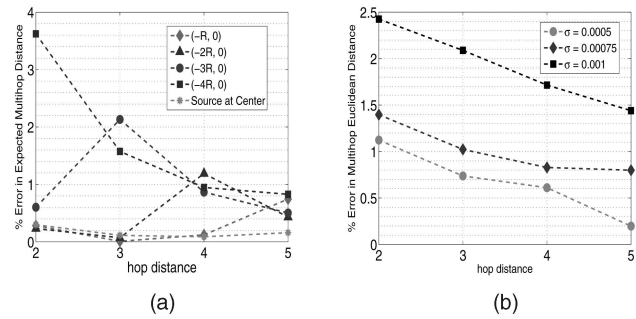 % Error in Expected Multihop Distance
4
3
2
1
0
2
3
4
5
hop distance
(−R, 0)
(−2R, 0)
(−3R, 0)
(−4R, 0)
Source at Center
(a)
% Error in Multihop Euclidean Distance
2.5
2
1.5
1
0.5
0
2
3
4
5
hop distance
σ = 0.0005
σ = 0.00075
σ = 0.001
(b)